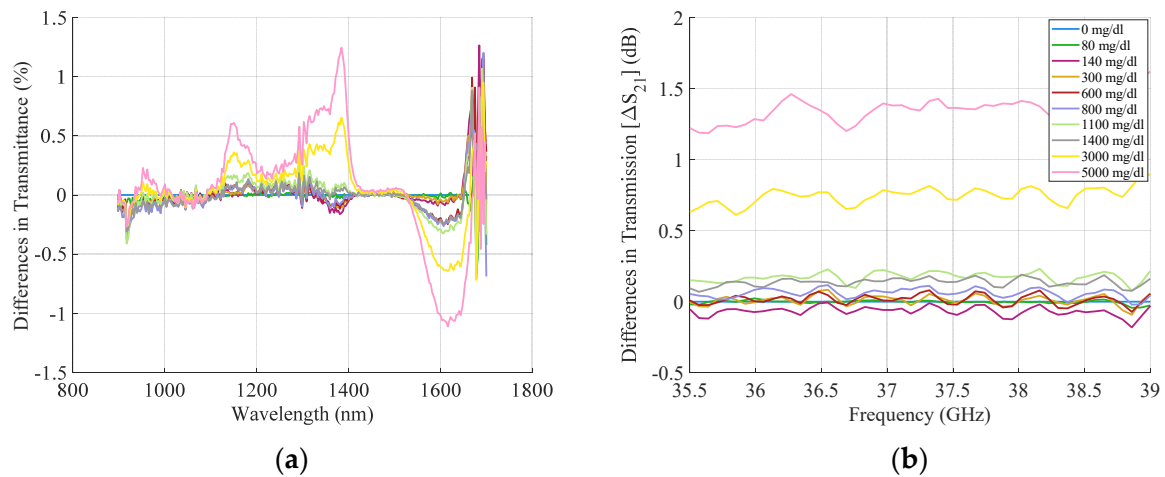 1.5
1
0.5
0
-0.5
-1
-1.5
Differences in Transmittance (%)
800
1000
1200
1400
1600
1800
Wavelength (nm)
(a)
2
1.5
1
0.5
0
-0.5
Differences in Transmission [ΔS21] (dB)
35.5
36
36.5
37
37.5
38
38.5
39
Frequency (GHz)
0 mg/dl
80 mg/dl
140 mg/dl
300 mg/dl
600 mg/dl
800 mg/dl
1100 mg/dl
1400 mg/dl
3000 mg/dl
5000 mg/dl
(b)